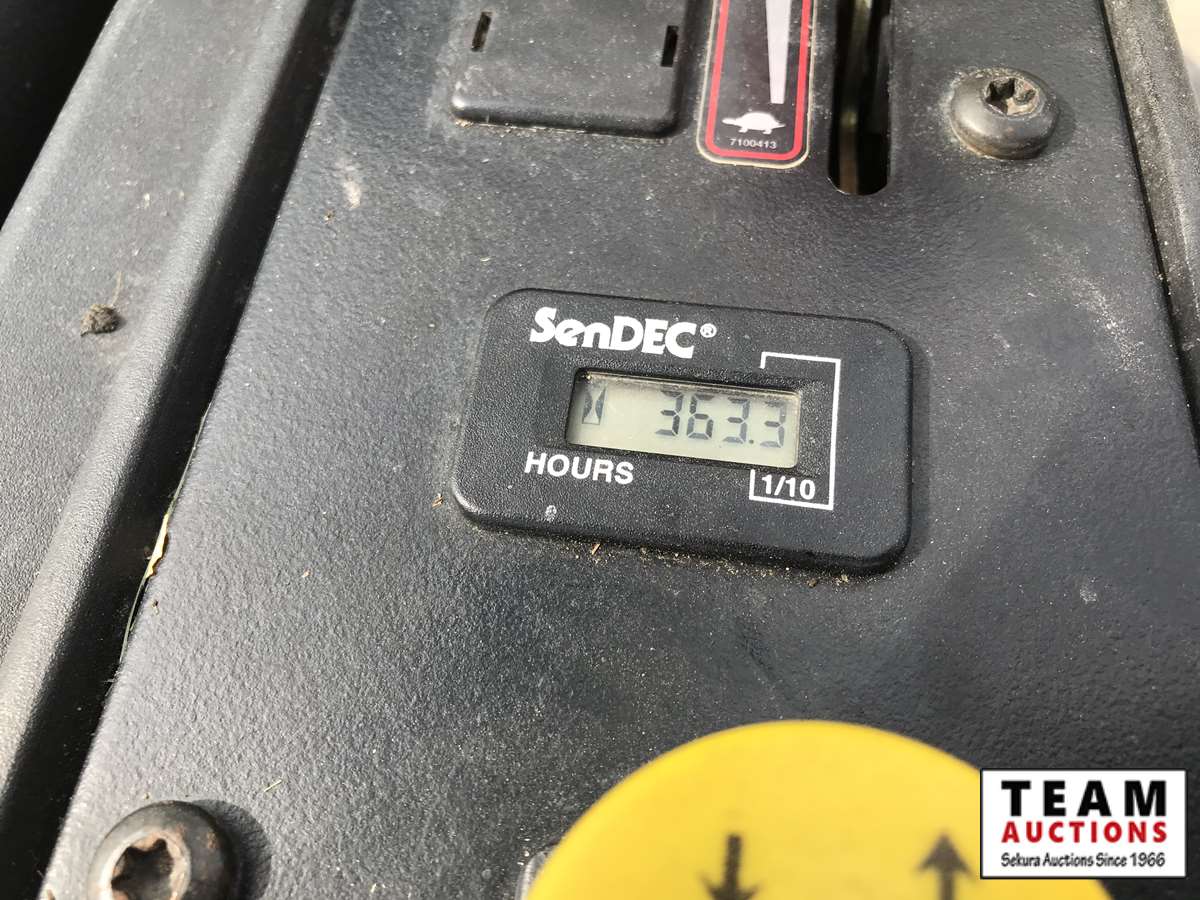 7100413
SenDEC®
363.3
HOURS
1/10
TEAM
AUCTIONS
Sekura Auctions Since 1966